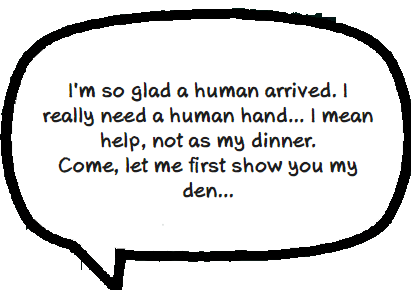 I'm so glad a human arrived. I
really need a human hand... I mean
help, not as my dinner.
Come, let me first show you my
den...